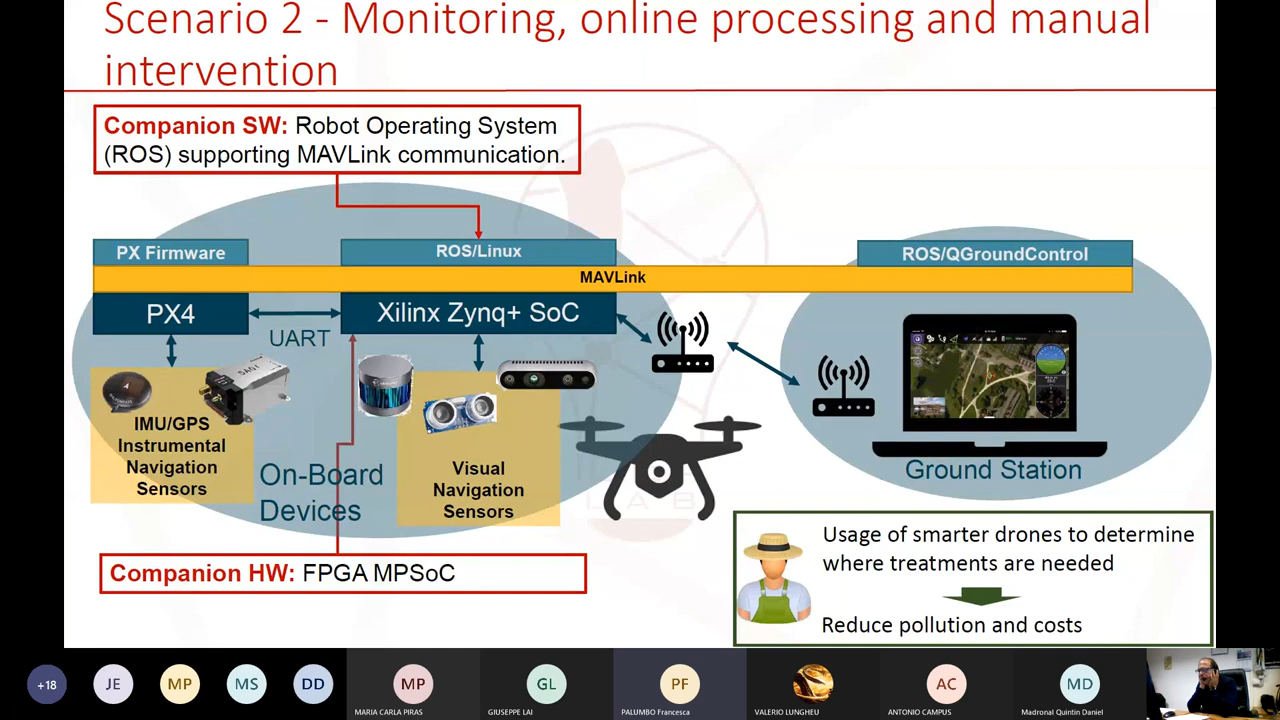 Scenario 2 - Monitoring, online processing and manual
intervention
Companion SW: Robot Operating System
(ROS) supporting MAVLink communication.
PX Firmware
ROS/Linux
ROS/QGroundControl
MAVLink
PX4
Xilinx Zynq+ SoC
UART
IMU/GPS
Instrumental
Navigation
Sensors
On-Board
Devices
Visual
Navigation
Sensors
Ground Station
LAB
Companion HW: FPGA MPSoC
Usage of smarter drones to determine
where treatments are needed
Reduce pollution and costs
+18
JE
MP
MS
DD
MP
GL
PF
AC
MD
MARIA CARLA PIRAS
GIUSEPPE LAI
PALUMBO Francesca
VALERIO LUNGHEU
ANTONIO CAMPUS
Madronal Quintin Daniel